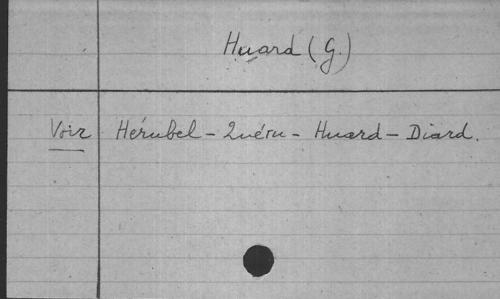 Huard (G.)
Voir Hérubel - Quéru - Huard - Diard.